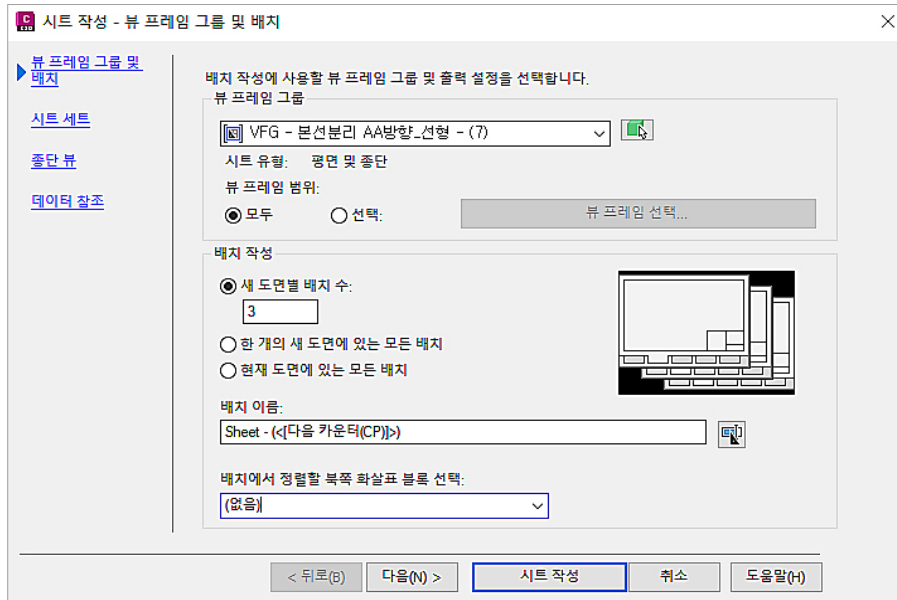 시트 작성 - 뷰 프레임 그룹 및 배치
뷰 프레임 그룹 및
배치
시트 세트
종단 뷰
데이터 참조
배치 작성에 사용할 뷰 프레임 그룹 및 출력 설정을 선택합니다.
뷰 프레임 그룹
VFG - 본선분리 AA방향_선형 - (7)
시트 유형: 평면 및 종단
뷰 프레임 범위:
모두 선택: 뷰 프레임 선택...
배치 작성
새 도면별 배치 수:
3
한 개의 새 도면에 있는 모든 배치
현재 도면에 있는 모든 배치
배치 이름:
Sheet - (<[다음 카운터(CP)]>)
배치에서 정렬할 북쪽 화살표 블록 선택:
(없음)
< 뒤로(B) 다음(N) > 시트 작성 취소 도움말(H)